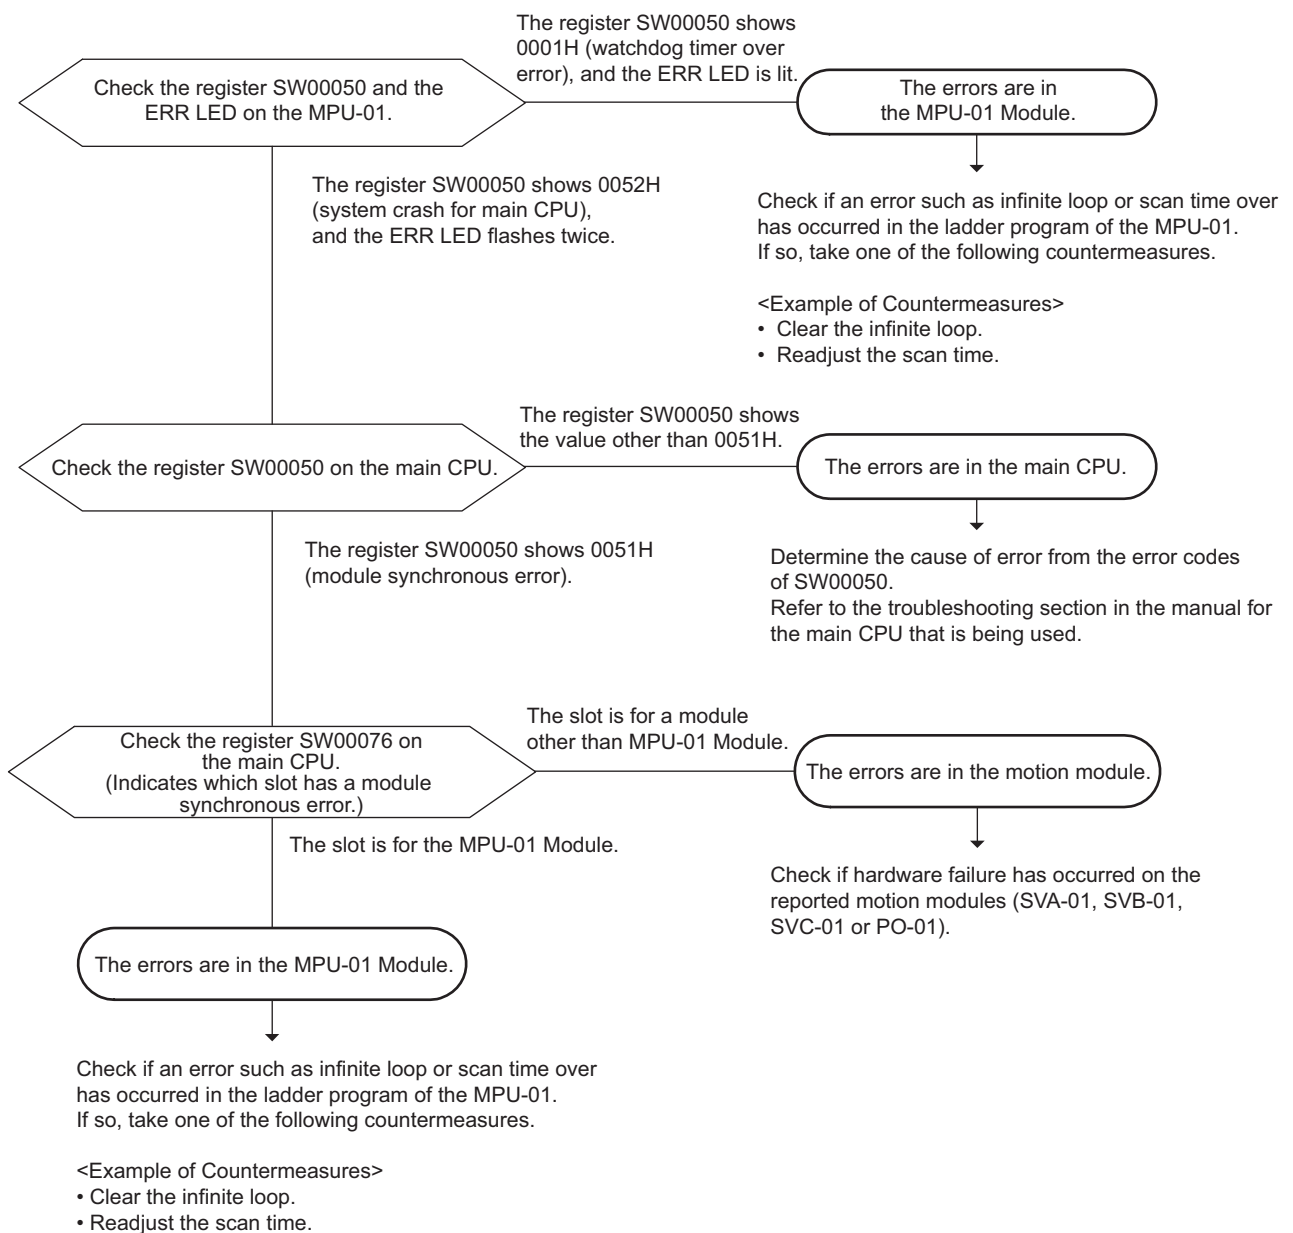 The register SW00050 shows
0001H (watchdog timer over
error), and the ERR LED is lit.
Check the register SW00050 and the
ERR LED on the MPU-01.
The errors are in
the MPU-01 Module.
The register SW00050 shows 0052H
(system crash for main CPU),
and the ERR LED flashes twice.
Check if an error such as infinite loop or scan time over
has occurred in the ladder program of the MPU-01.
If so, take one of the following countermeasures.
<Example of Countermeasures>
• Clear the infinite loop.
• Readjust the scan time.
The register SW00050 shows
the value other than 0051H.
Check the register SW00050 on the main CPU.
The errors are in the main CPU.
The register SW00050 shows 0051H
(module synchronous error).
Determine the cause of error from the error codes
of SW00050.
Refer to the troubleshooting section in the manual for
the main CPU that is being used.
The slot is for a module
other than MPU-01 Module.
Check the register SW00076 on
the main CPU.
(Indicates which slot has a module
synchronous error.)
The errors are in the motion module.
The slot is for the MPU-01 Module.
Check if hardware failure has occurred on the
reported motion modules (SVA-01, SVB-01,
SVC-01 or PO-01).
The errors are in the MPU-01 Module.
Check if an error such as infinite loop or scan time over
has occurred in the ladder program of the MPU-01.
If so, take one of the following countermeasures.
<Example of Countermeasures>
• Clear the infinite loop.
• Readjust the scan time.